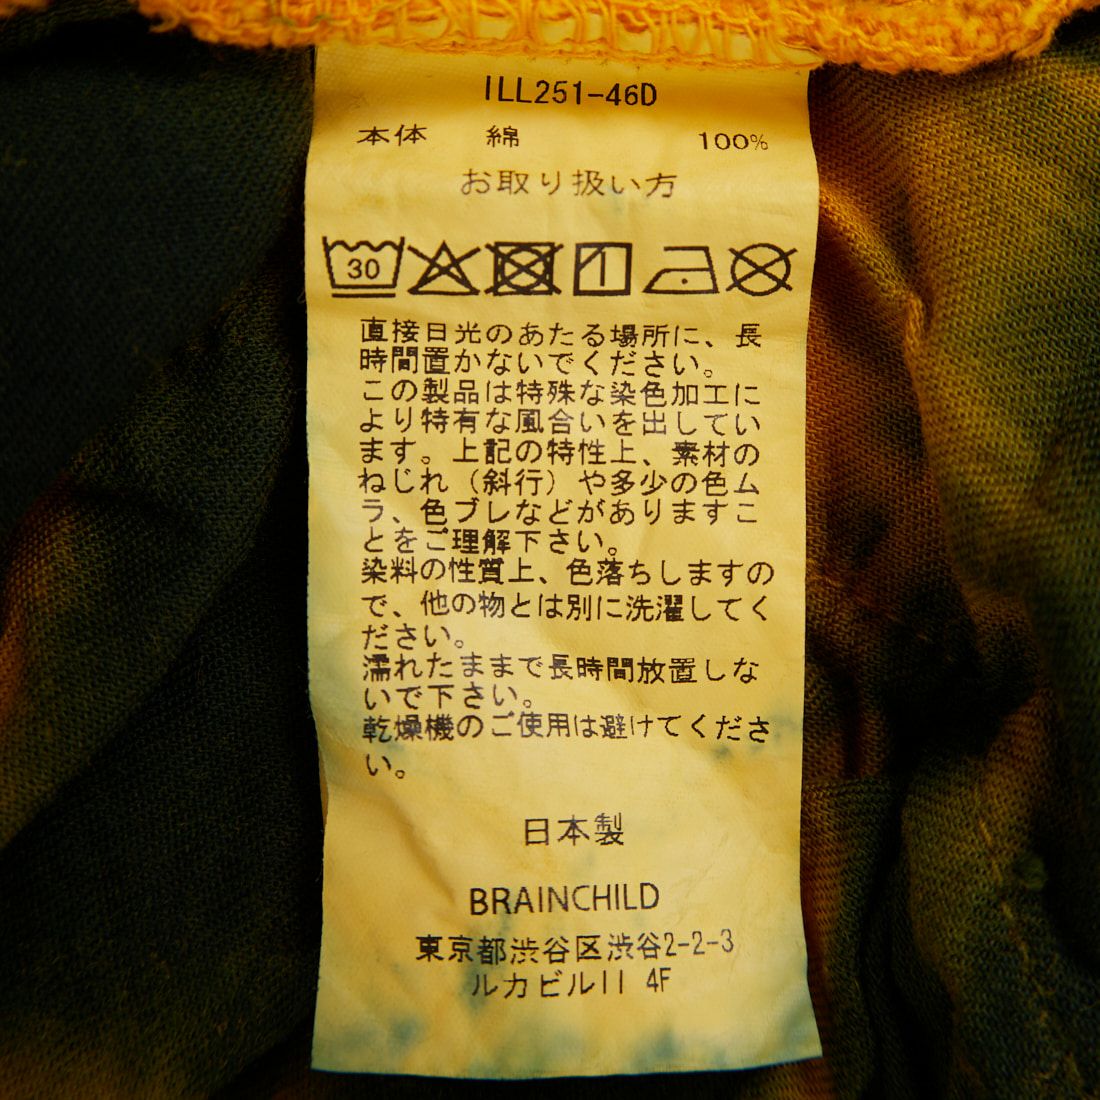 ILL251-46D
本体 綿 100%
お取り扱い方
30
直接日光のあたる場所に、長
時間置かないでください。
この製品は特殊な染色加工に
より特有な風合いを出してい
ます。上記の特性上、素材の
ねじれ（斜行）や多少の色ム
ラ、色ブレなどがありますこ
とをご理解下さい。
染料の性質上、色落ちしますの
で、他の物とは別に洗濯してく
ださい。
濡れたままで長時間放置しな
いで下さい。
乾燥機のご使用は避けてくださ
い。
日本製
BRAINCHILD
東京都渋谷区渋谷2-2-3
ルカビルII 4F